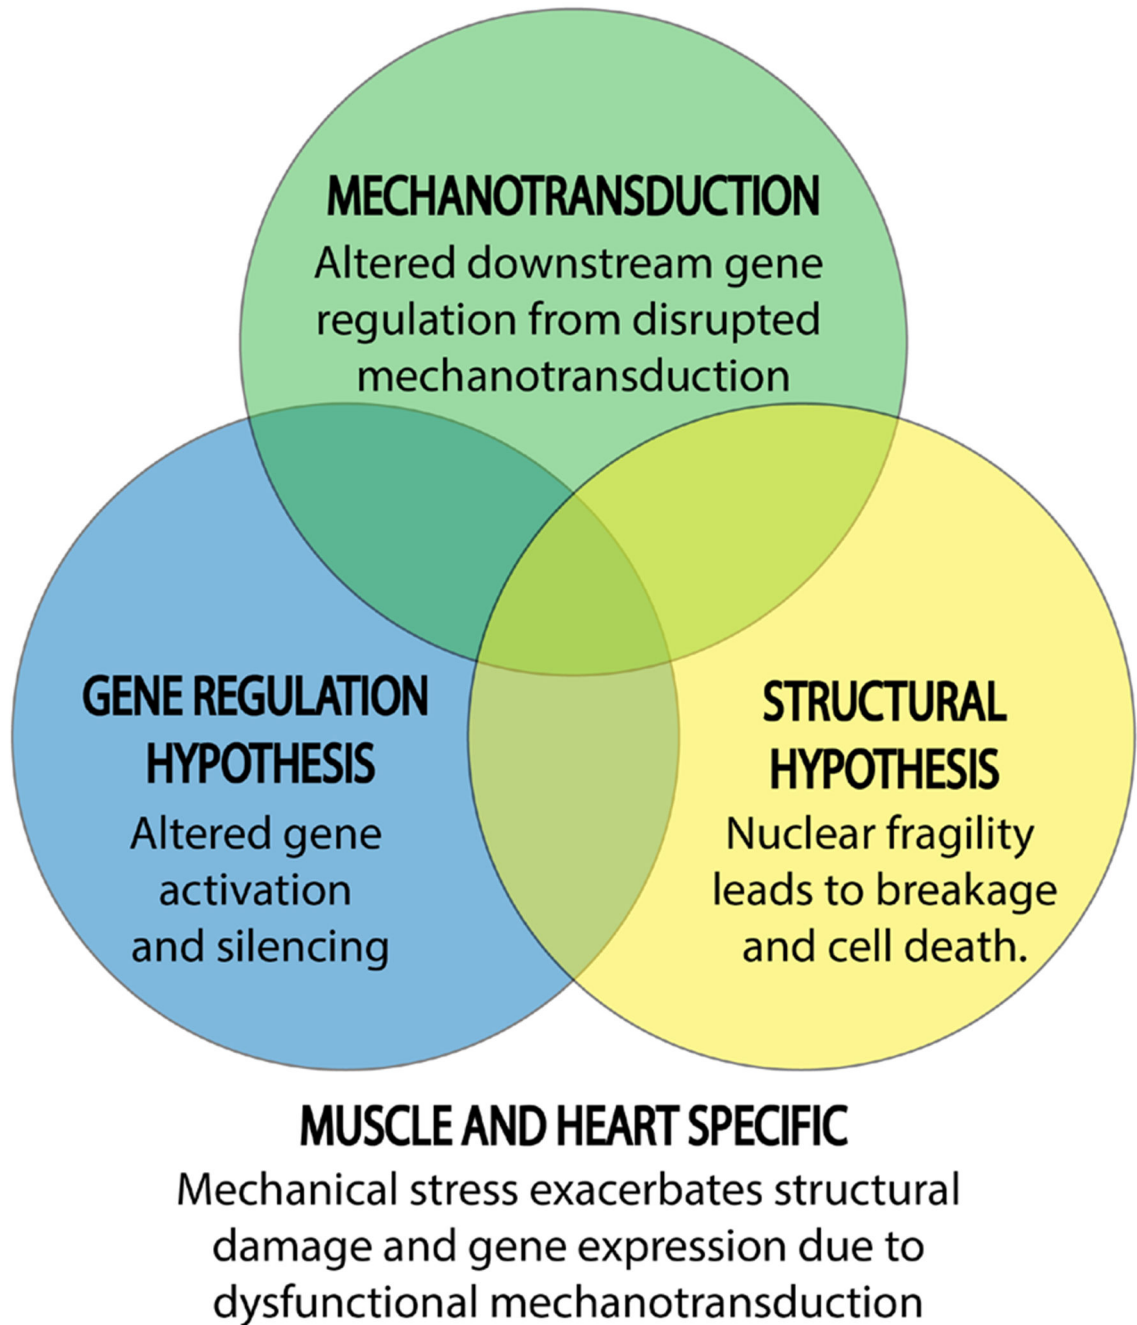 MECHANOTRANSDUCTION
Altered downstream gene
regulation from disrupted
mechanotransduction
GENE REGULATION
HYPOTHESIS
Altered gene
activation
and silencing
STRUCTURAL
HYPOTHESIS
Nuclear fragility
leads to breakage
and cell death.
MUSCLE AND HEART SPECIFIC
Mechanical stress exacerbates structural
damage and gene expression due to
dysfunctional mechanotransduction